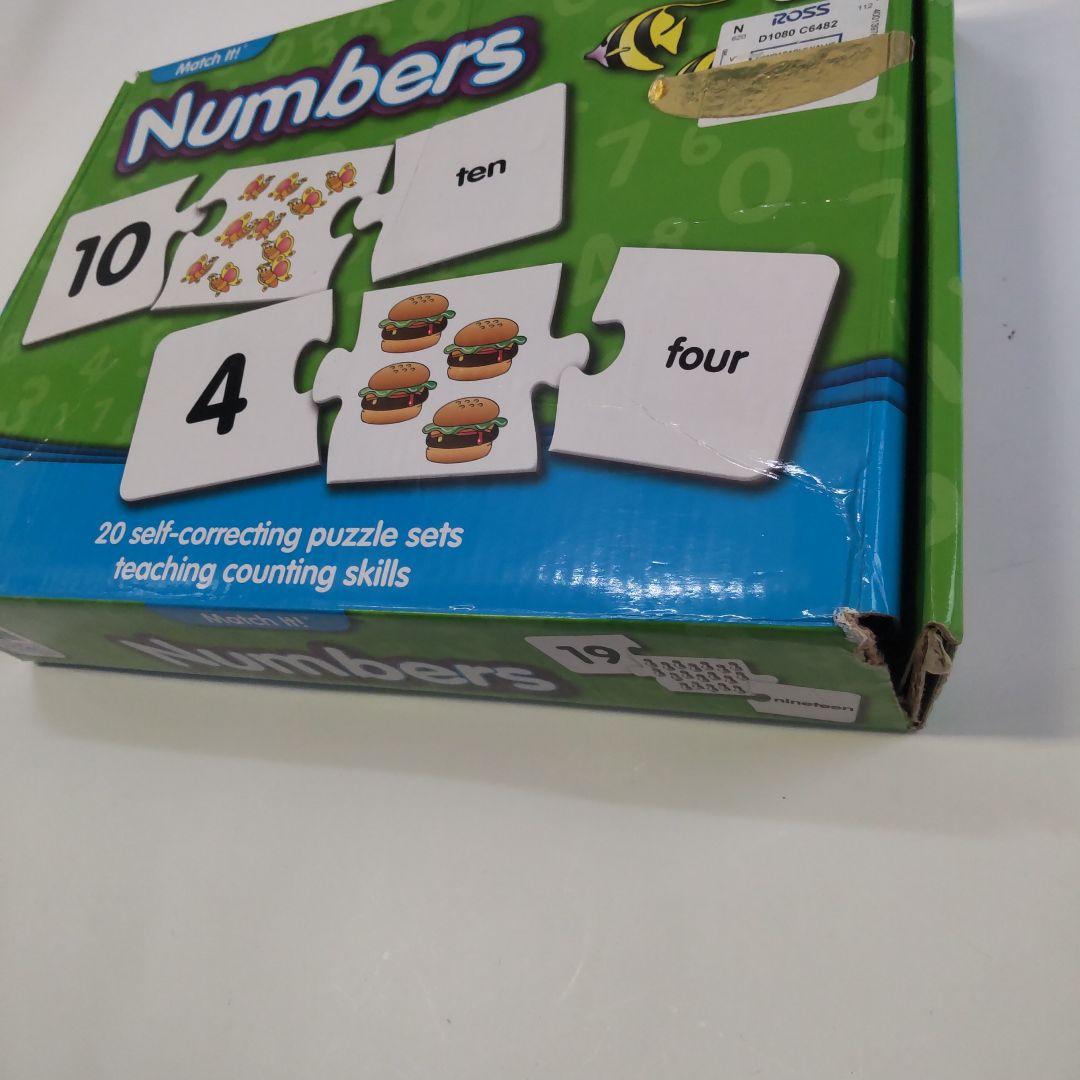 Match It!®
Numbers
ROSS
N
D1080 C6482
112
10
ten
4
four
20 self-correcting puzzle sets
teaching counting skills
Match It!®
Numbers
19
nineteen